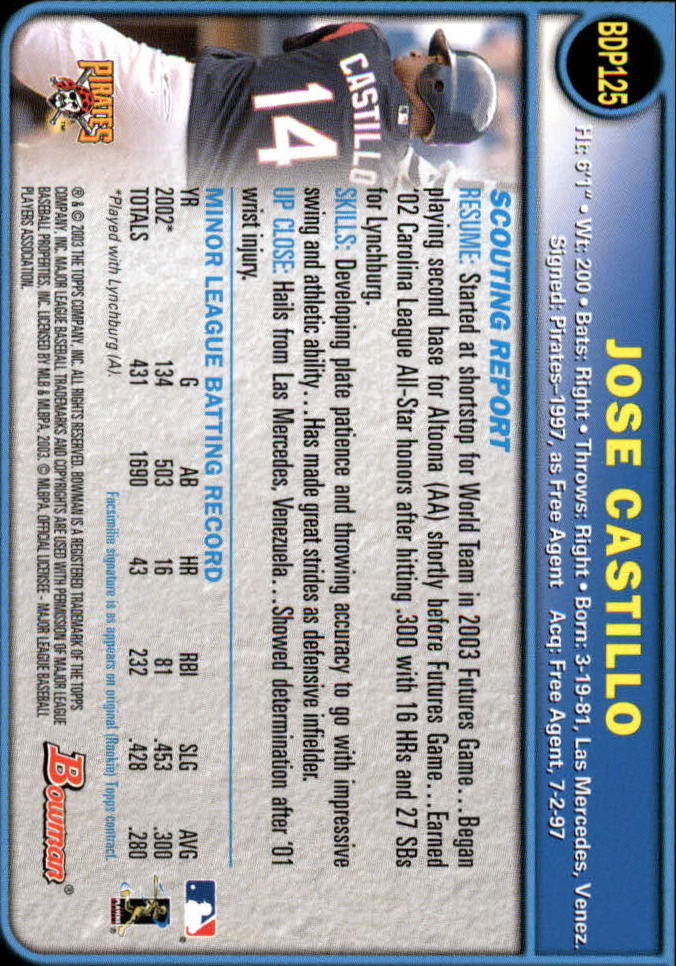 BDP125
JOSE CASTILLO
Ht: 6'1" • Wt: 200 • Bats: Right • Throws: Right • Born: 3-19-81, Las Mercedes, Venez.
Signed: Pirates–1997, as Free Agent Acq: Free Agent, 7-2-97
CASTILLO
14
PIRATES
TM
SCOUTING REPORT
RESUME: Started at shortstop for World Team in 2003 Futures Game...Began
playing second base for Altoona (AA) shortly before Futures Game...Earned
'02 Carolina League All-Star honors after hitting .300 with 16 HRs and 27 SBs
for Lynchburg.
SKILLS: Developing plate patience and throwing accuracy to go with impressive
swing and athletic ability...Has made great strides as defensive infielder.
UP CLOSE: Hails from Las Mercedes, Venezuela...Showed determination after '01
wrist injury.
MINOR LEAGUE BATTING RECORD
YR G AB HR RBI SLG AVG
2002* 134 503 16 81 .453 .300
TOTALS 431 1690 43 232 .428 .280
*Played with Lynchburg (A).
Facsimile signature is as appears on original (Rookie) Topps contract.
® & © 2003 THE TOPPS COMPANY, INC. ALL RIGHTS RESERVED. BOWMAN IS A REGISTERED TRADEMARK OF THE TOPPS
COMPANY, INC. MAJOR LEAGUE BASEBALL TRADEMARKS AND COPYRIGHTS ARE USED WITH PERMISSION OF MAJOR LEAGUE
BASEBALL PROPERTIES, INC. LICENSED BY MLB & MLBPA, 2003. © MLBPA. OFFICIAL LICENSEE - MAJOR LEAGUE BASEBALL
PLAYERS ASSOCIATION.
Bowman®